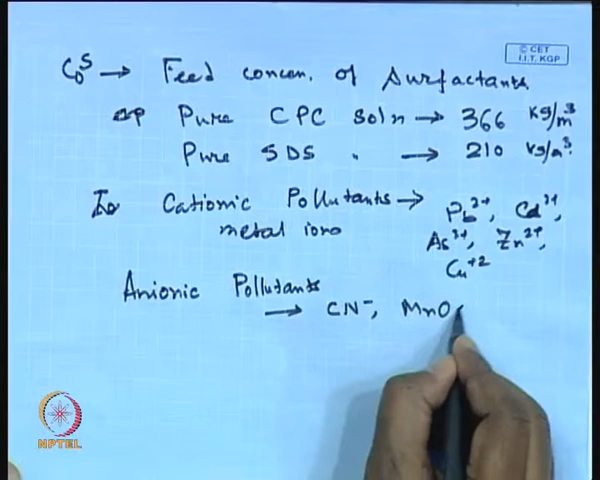 © CET
I.I.T. KGP
C₀ˢ → Feed concen. of Surfactants
Pure CPC Soln → 366 Kg/m³
Pure SDS " → 210 Kg/m³.
Cationic Pollutants → Pb²⁺, Cd²⁺,
metal ions As³⁺, Zn²⁺,
Cu⁺²
Anionic Pollutants
→ CN⁻, MnO
NPTEL